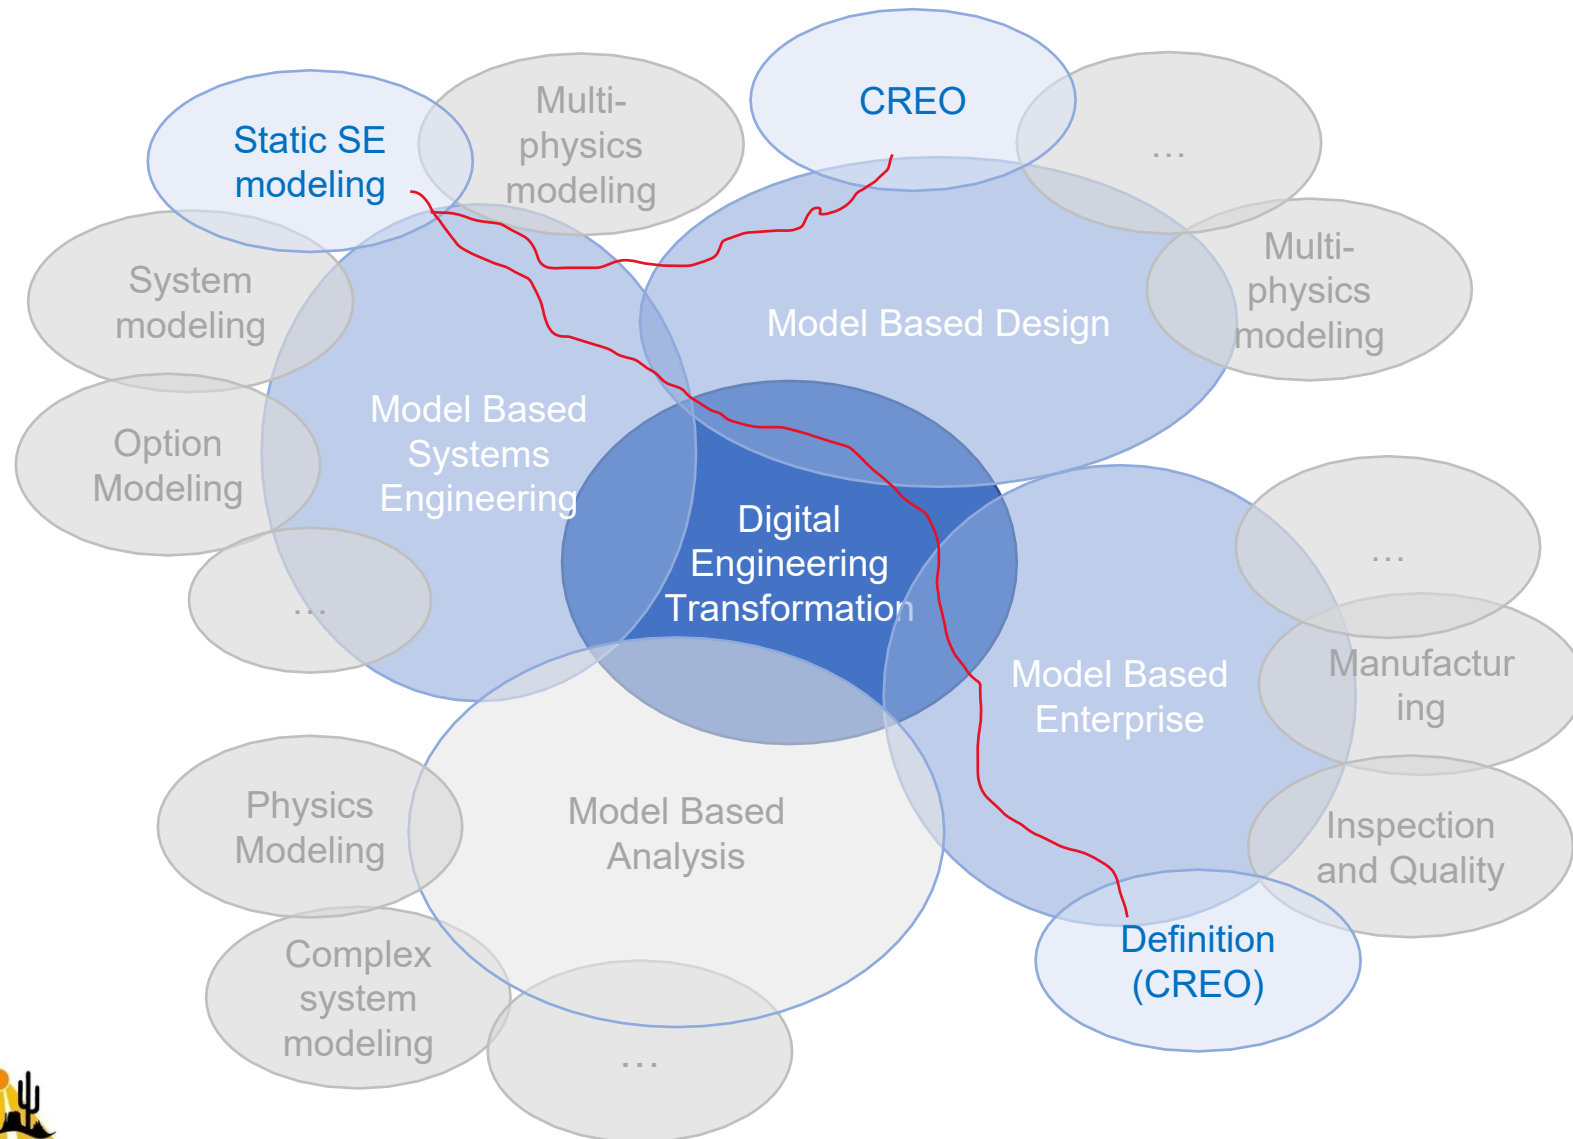 Static SE
modeling
Multi-
physics
modeling
CREO
...
Multi-
physics
modeling
System
modeling
Option
Modeling
...
Model Based
Systems
Engineering
Model Based Design
Digital
Engineering
Transformation
Model Based
Enterprise
...
Manufactur
ing
Inspection
and Quality
Definition
(CREO)
Model Based
Analysis
Physics
Modeling
Complex
system
modeling
...